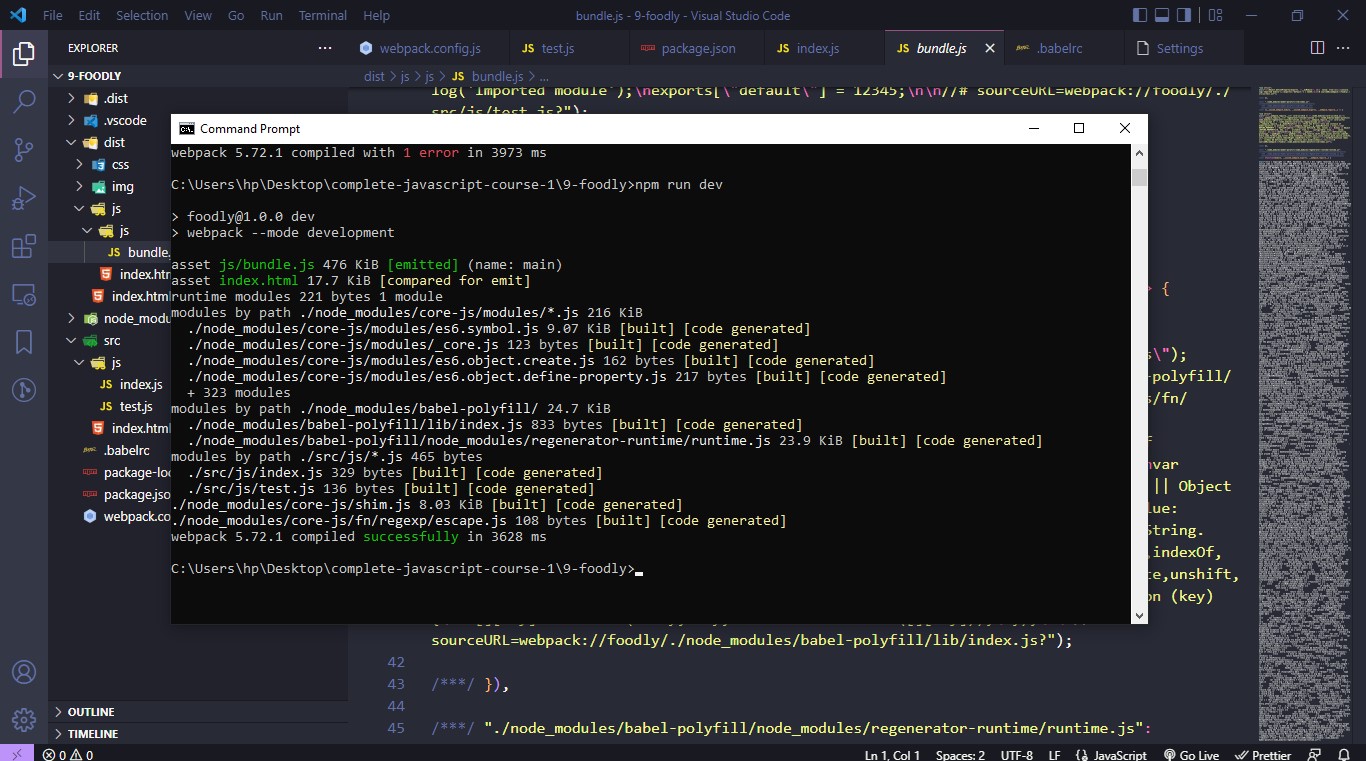 File Edit Selection View Go Run Terminal Help bundle.js - 9-foodly - Visual Studio Code
EXPLORER ··· webpack.config.js JS test.js package.json JS index.js JS bundle.js .babelrc Settings ···
9-FOODLY
dist > js > js > JS bundle.js > ...
.dist
log('Imported module');\nexports[\"default\"] = 12345;\n\n//# sourceURL=webpack://foodly/./
src/js/test.js?");
.vscode
Command Prompt
dist
css
img
js
js
JS bundle.
index.htm
index.html
node_modu
src
js
JS index.js
JS test.js
index.html
.babelrc
package-loc
package.jso
webpack.co
webpack 5.72.1 compiled with 1 error in 3973 ms
C:\Users\hp\Desktop\complete-javascript-course-1\9-foodly>npm run dev
> foodly@1.0.0 dev
> webpack --mode development
asset js/bundle.js 476 KiB [emitted] (name: main)
asset index.html 17.7 KiB [compared for emit]
runtime modules 221 bytes 1 module
modules by path ./node_modules/core-js/modules/*.js 216 KiB
./node_modules/core-js/modules/es6.symbol.js 9.07 KiB [built] [code generated]
./node_modules/core-js/modules/_core.js 123 bytes [built] [code generated]
./node_modules/core-js/modules/es6.object.create.js 162 bytes [built] [code generated]
./node_modules/core-js/modules/es6.object.define-property.js 217 bytes [built] [code generated]
+ 323 modules
modules by path ./node_modules/babel-polyfill/ 24.7 KiB
./node_modules/babel-polyfill/lib/index.js 833 bytes [built] [code generated]
./node_modules/babel-polyfill/node_modules/regenerator-runtime/runtime.js 23.9 KiB [built] [code generated]
modules by path ./src/js/*.js 465 bytes
./src/js/index.js 329 bytes [built] [code generated]
./src/js/test.js 136 bytes [built] [code generated]
./node_modules/core-js/shim.js 8.03 KiB [built] [code generated]
./node_modules/core-js/fn/regexp/escape.js 108 bytes [built] [code generated]
webpack 5.72.1 compiled successfully in 3628 ms
C:\Users\hp\Desktop\complete-javascript-course-1\9-foodly>
> {
s\");
-polyfill/
s/fn/
var
|| Object
lue:
String.
indexOf,
te,unshift,
on (key)
sourceURL=webpack://foodly/./node_modules/babel-polyfill/lib/index.js?");
42
43 /***/ }),
44
45 /***/ "./node_modules/babel-polyfill/node_modules/regenerator-runtime/runtime.js":
OUTLINE
TIMELINE
0 0 Ln 1, Col 1 Spaces: 2 UTF-8 LF {} JavaScript Go Live Prettier